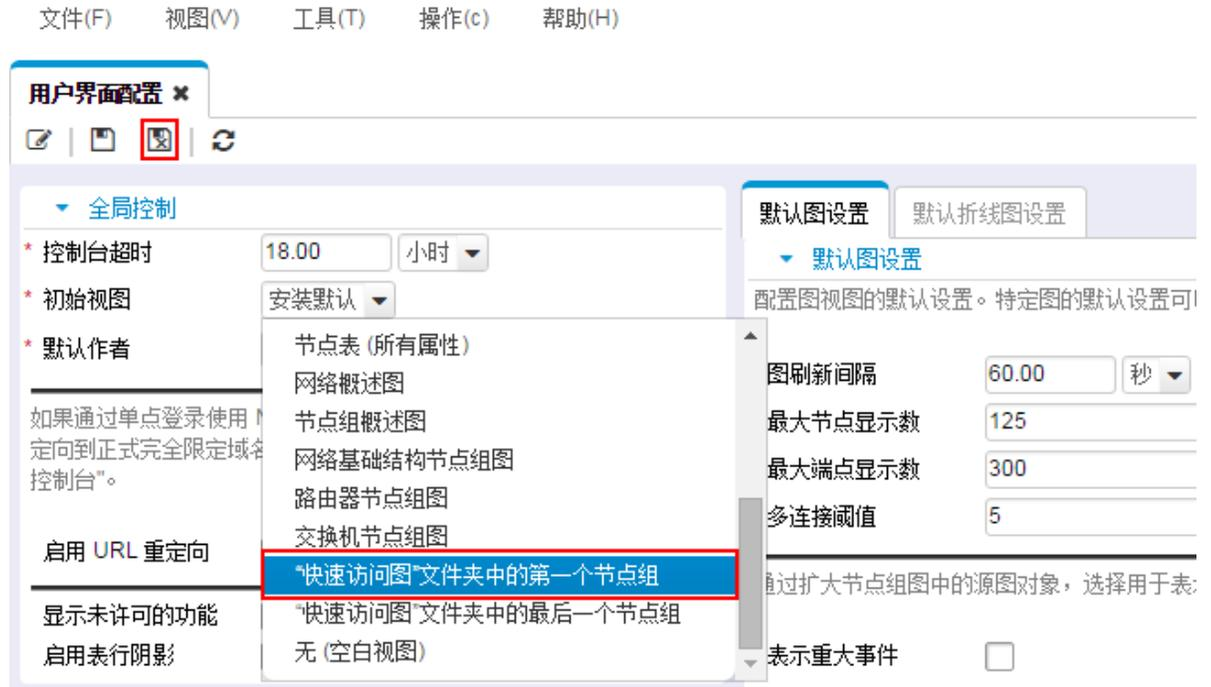 文件(F) 视图(V) 工具(T) 操作(c) 帮助(H)
用户界面配置
全局控制
* 控制台超时 18.00 小时
* 初始视图 安装默认
* 默认作者
如果通过单点登录使用
定向到正式完全限定域名
控制台"。
启用 URL 重定向
显示未许可的功能
启用表行阴影
节点表 (所有属性)
网络概述图
节点组概述图
网络基础结构节点组图
路由器节点组图
交换机节点组图
“快速访问图”文件夹中的第一个节点组
“快速访问图”文件夹中的最后一个节点组
无 (空白视图)
默认图设置 默认折线图设置
默认图设置
配置图视图的默认设置。特定图的默认设置可
图刷新间隔 60.00 秒
最大节点显示数 125
最大端点显示数 300
多连接阈值 5
通过扩大节点组图中的源图对象，选择用于表
表示重大事件